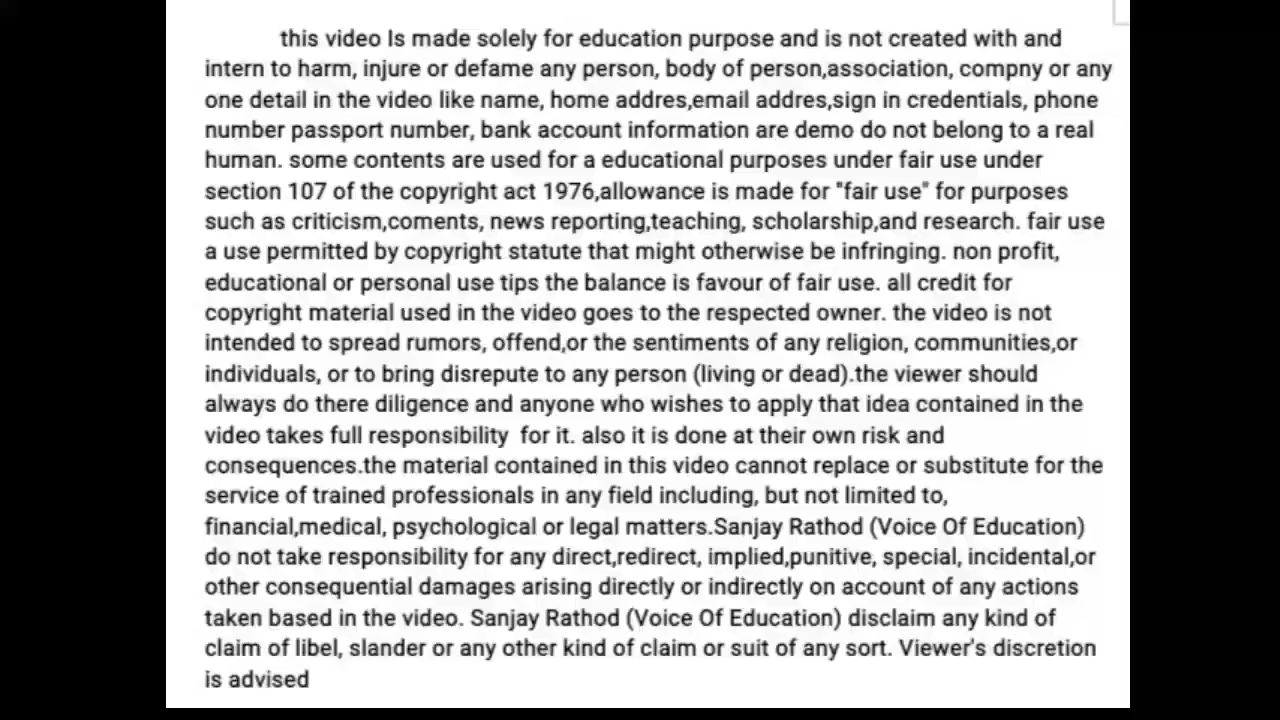 this video Is made solely for education purpose and is not created with and
intern to harm, injure or defame any person, body of person,association, compny or any
one detail in the video like name, home addres,email addres,sign in credentials, phone
number passport number, bank account information are demo do not belong to a real
human. some contents are used for a educational purposes under fair use under
section 107 of the copyright act 1976,allowance is made for "fair use" for purposes
such as criticism,coments, news reporting,teaching, scholarship,and research. fair use
a use permitted by copyright statute that might otherwise be infringing. non profit,
educational or personal use tips the balance is favour of fair use. all credit for
copyright material used in the video goes to the respected owner. the video is not
intended to spread rumors, offend,or the sentiments of any religion, communities,or
individuals, or to bring disrepute to any person (living or dead).the viewer should
always do there diligence and anyone who wishes to apply that idea contained in the
video takes full responsibility  for it. also it is done at their own risk and
consequences.the material contained in this video cannot replace or substitute for the
service of trained professionals in any field including, but not limited to,
financial,medical, psychological or legal matters.Sanjay Rathod (Voice Of Education)
do not take responsibility for any direct,redirect, implied,punitive, special, incidental,or
other consequential damages arising directly or indirectly on account of any actions
taken based in the video. Sanjay Rathod (Voice Of Education) disclaim any kind of
claim of libel, slander or any other kind of claim or suit of any sort. Viewer's discretion
is advised